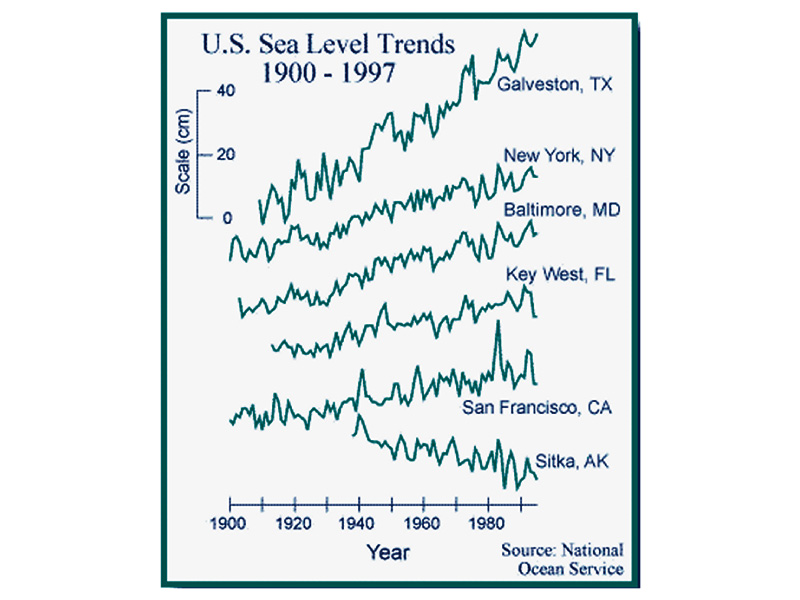 U.S. Sea Level Trends
1900 - 1997
40
Galveston, TX
Scale (cm)
20
New York, NY
0
Baltimore, MD
Key West, FL
San Francisco, CA
Sitka, AK
1900 1920 1940 1960 1980
Year
Source: National
Ocean Service